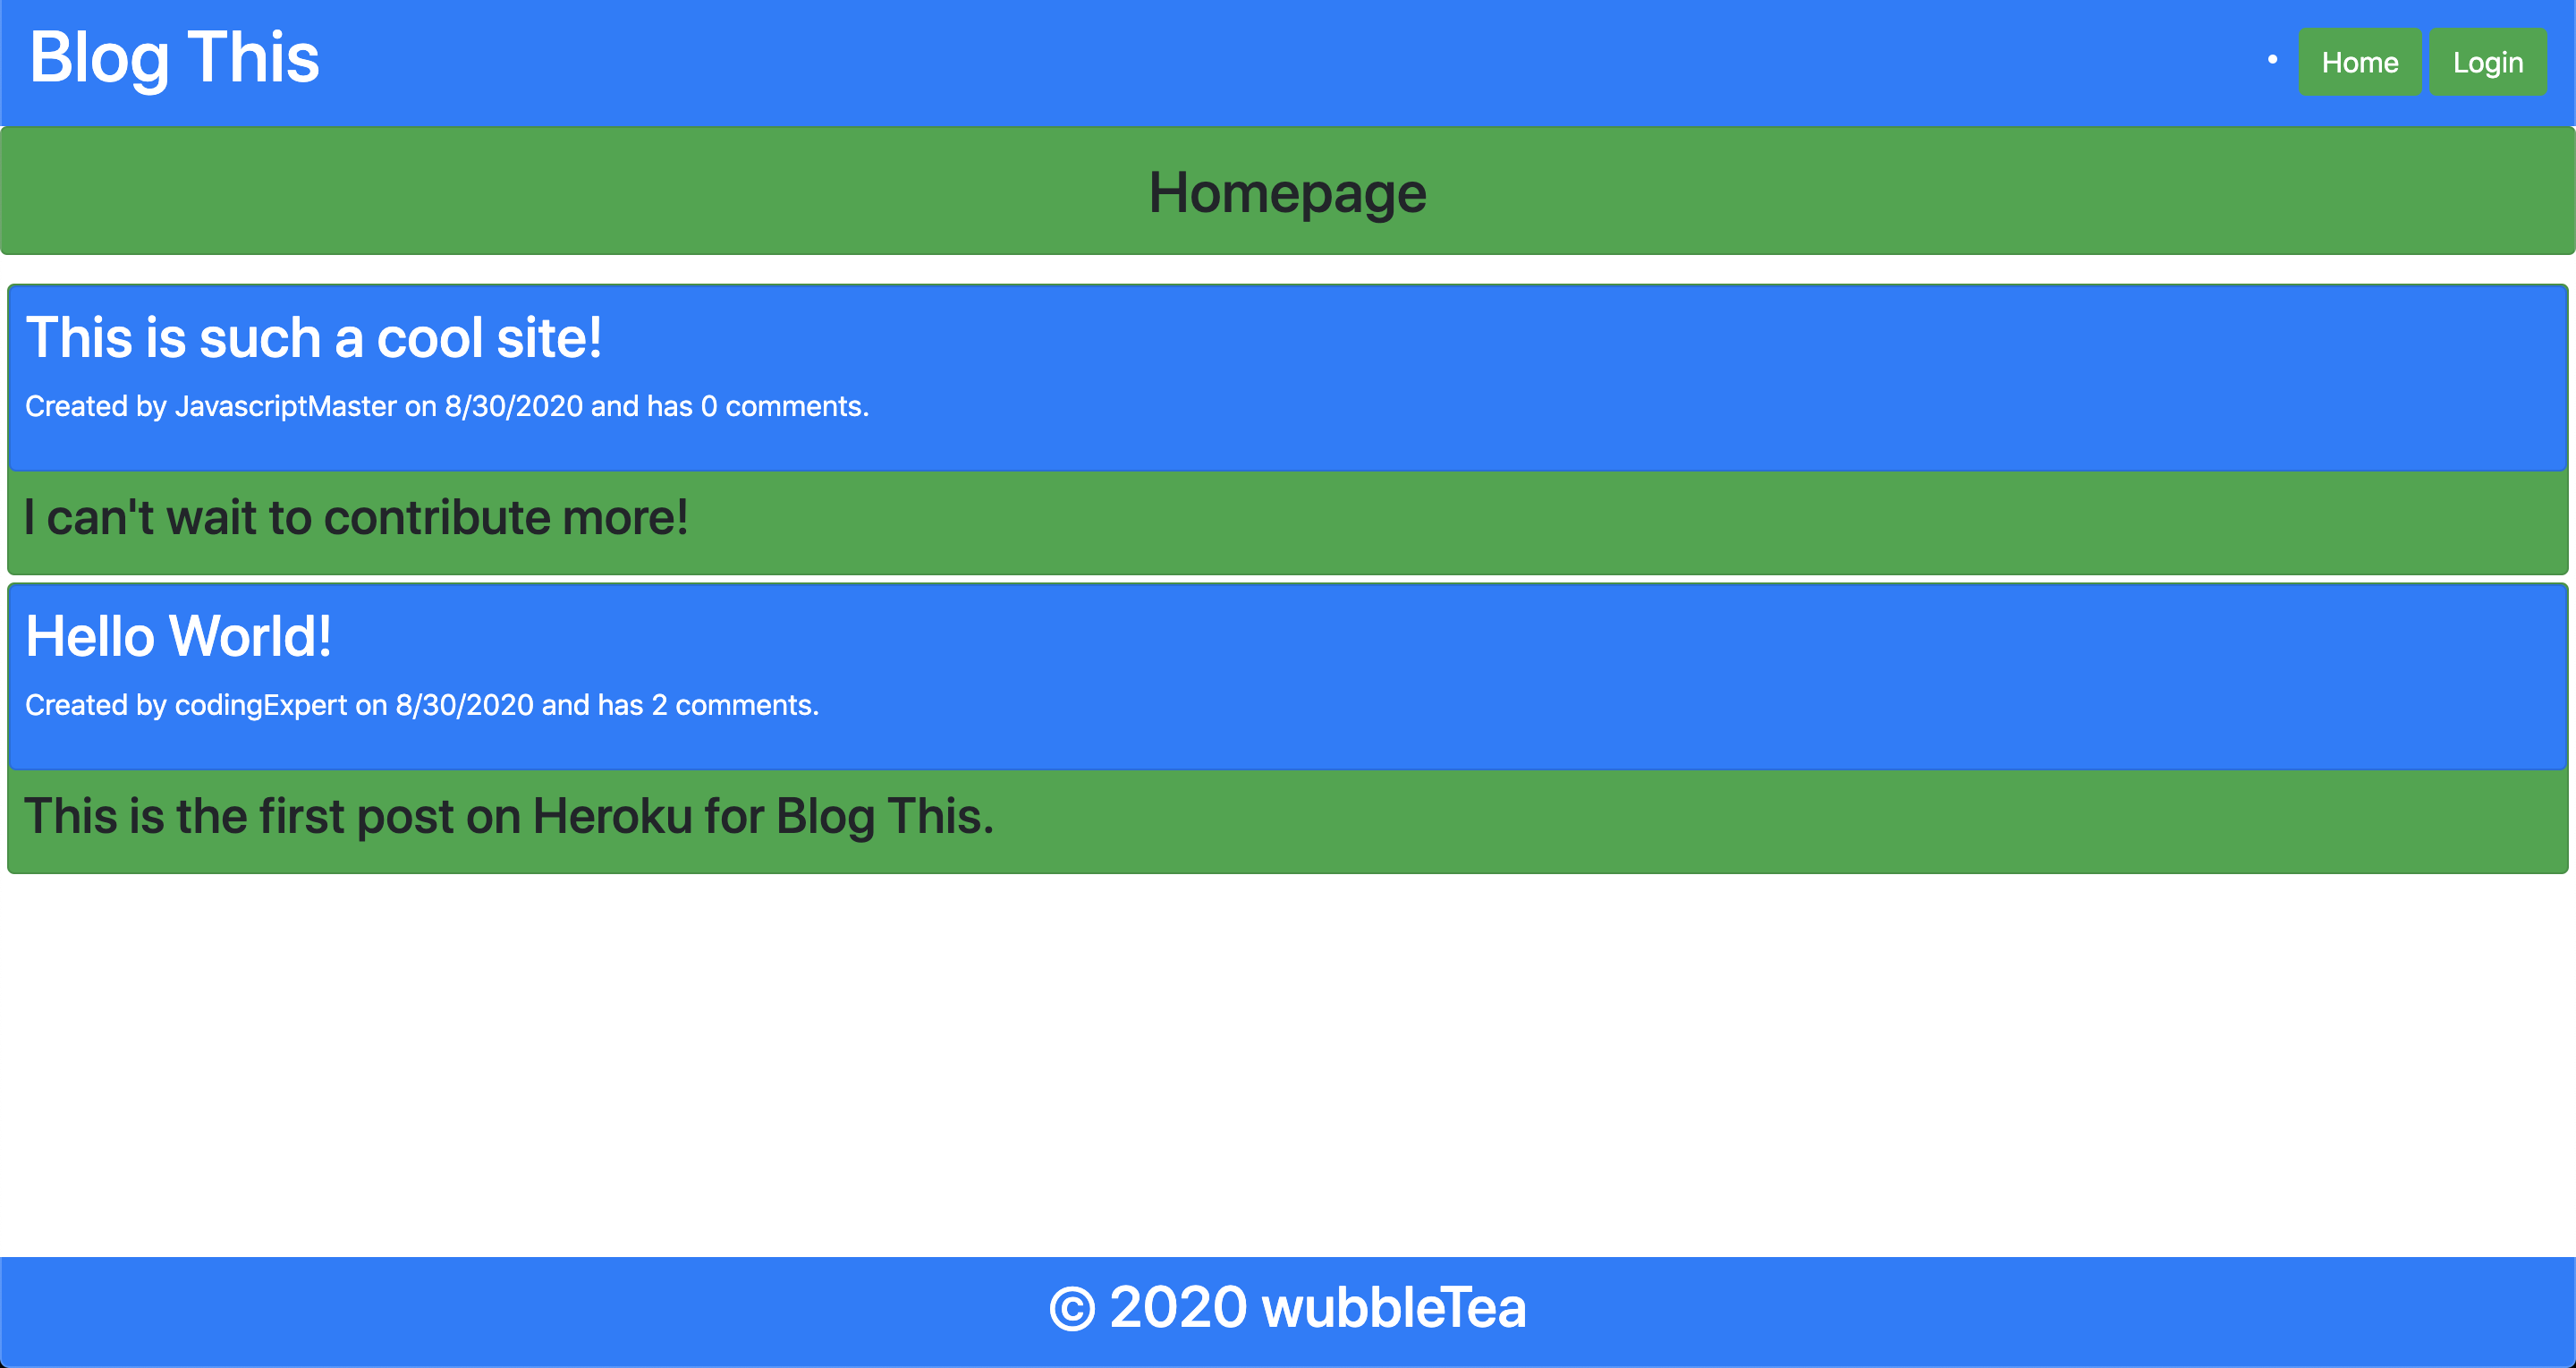 Blog This
• Home Login
Homepage
This is such a cool site!
Created by JavascriptMaster on 8/30/2020 and has 0 comments.
I can't wait to contribute more!
Hello World!
Created by codingExpert on 8/30/2020 and has 2 comments.
This is the first post on Heroku for Blog This.
© 2020 wubbleTea